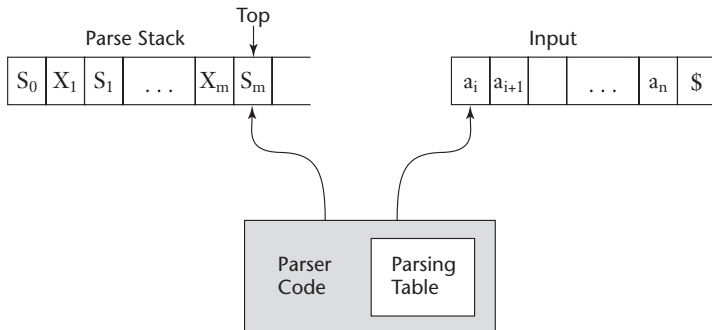 Top
Parse Stack
Input
S0 X1 S1 ... Xm Sm
ai ai+1 ... an $
Parser
Code
Parsing
Table